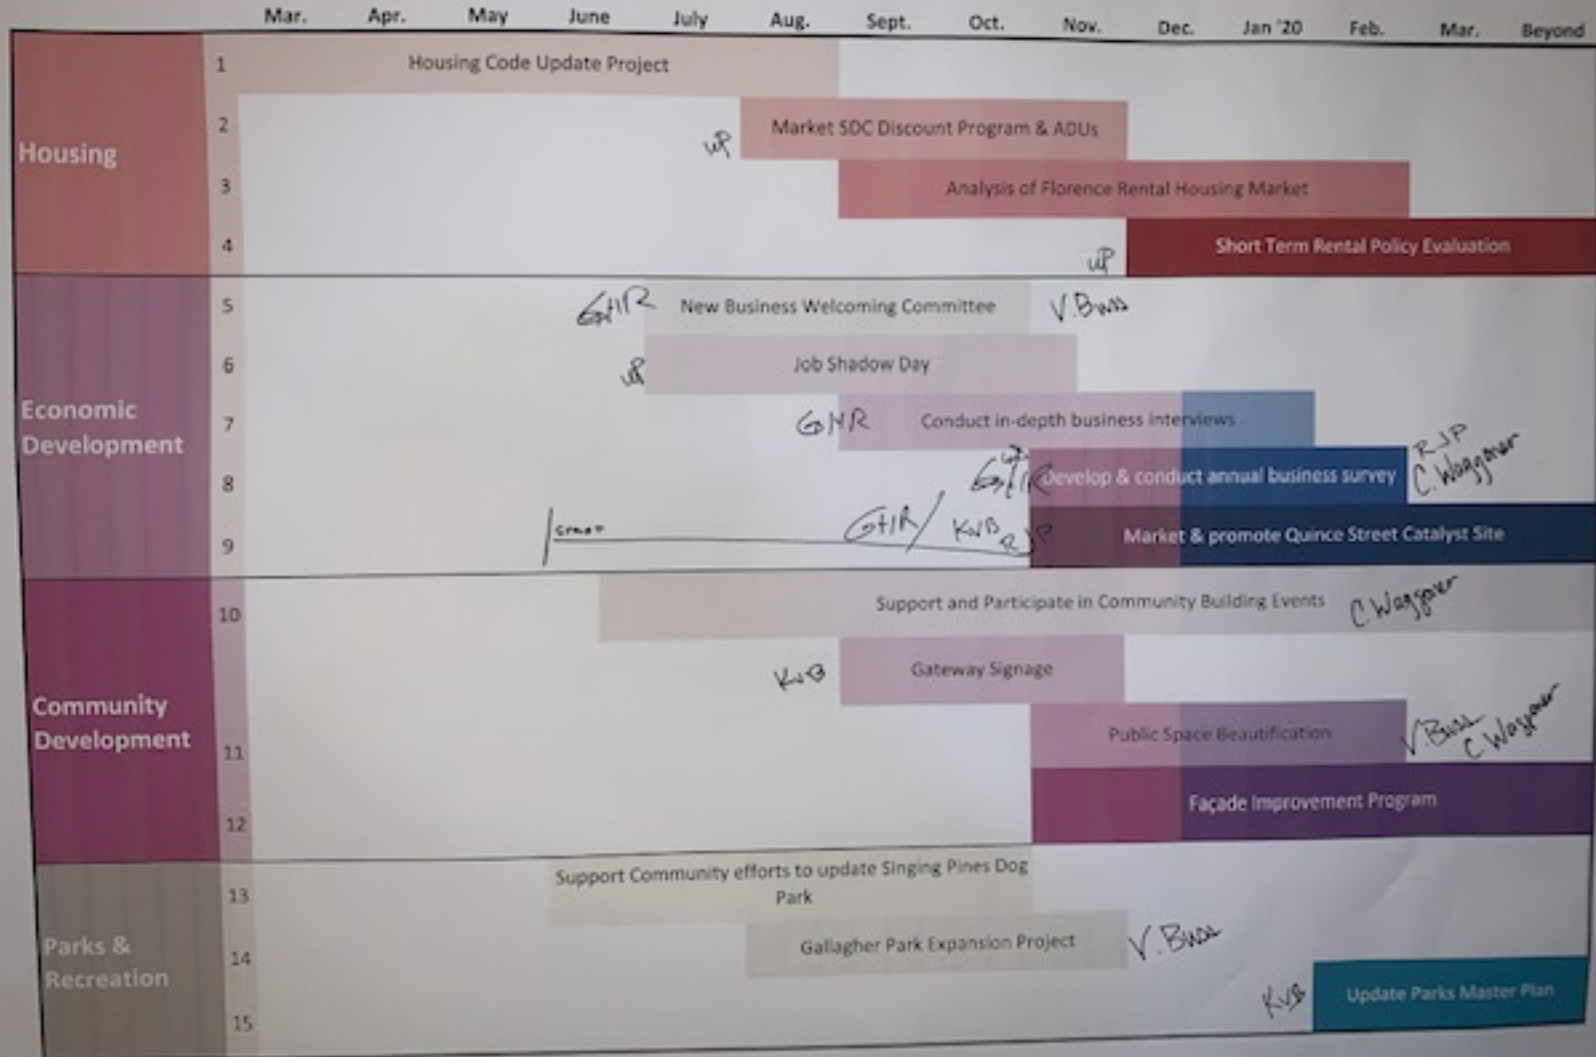 Mar. Apr. May June July Aug. Sept. Oct. Nov. Dec. Jan '20 Feb. Mar. Beyond
Housing
1 Housing Code Update Project
2 Market SDC Discount Program & ADUs
3 Analysis of Florence Rental Housing Market
4 Short Term Rental Policy Evaluation
Economic
Development
5 GHR New Business Welcoming Committee V. Buss
6 Job Shadow Day
7 GHR Conduct in-depth business interviews
8 GHR Develop & conduct annual business survey RJP
C. Waggoner
9 GHR/ KVB RJP Market & promote Quince Street Catalyst Site
Community
Development
10 Support and Participate in Community Building Events C Waggoner
KVB Gateway Signage
11 Public Space Beautification V. Buss
C Waggoner
12 Façade Improvement Program
Parks &
Recreation
13 Support Community efforts to update Singing Pines Dog
Park
14 Gallagher Park Expansion Project V. Buss
15 KVB Update Parks Master Plan